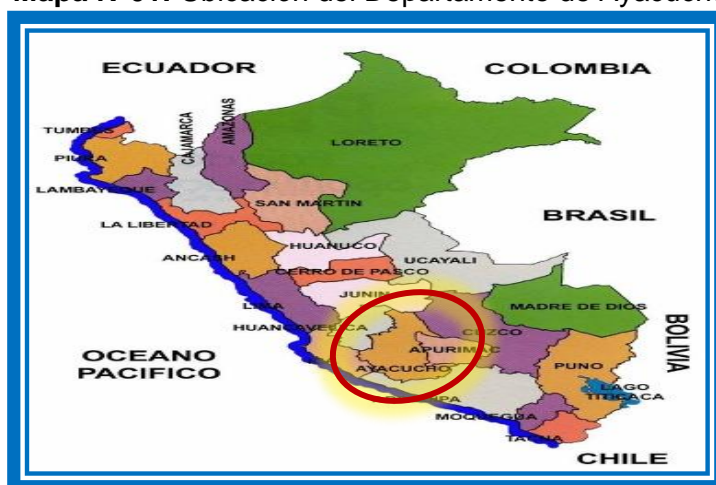 ECUADOR
COLOMBIA
TUMBES
PIURA
CAJAMARCA
AMAZONAS
LORETO
LAMBAYEQUE
SAN MARTIN
LA LIBERTAD
BRASIL
HUANUCO
ANCASH
UCAYALI
CERRO DE PASCO
JUNIN
LIMA
MADRE DE DIOS
HUANCAVELICA
CUZCO
BOLIVIA
OCEANO
PACIFICO
APURIMAC
AYACUCHO
PUNO
LAGO
TITICACA
MOQUEGUA
TACNA
CHILE